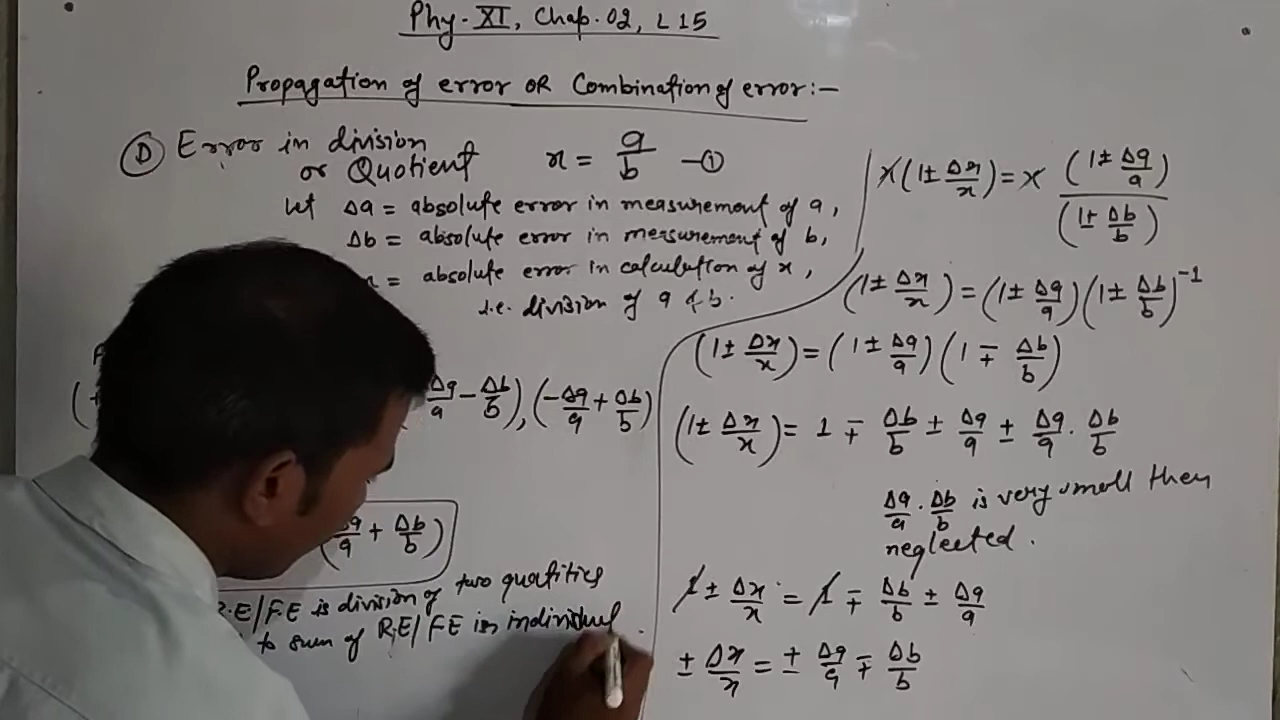 Phy-XI, Chap.02, L15
Propagation of error OR Combination of error:-
(D) Error in division
or Quotient x = a/b —①
Let Δa = absolute error in measurement of a,
Δb = absolute error in measurement of b,
= absolute error in calculation of x,
i.e. division of a & b.
Δa/a - Δb/b), (-Δa/a + Δb/b)
Δa/a + Δb/b)
R.E/F.E is division of two quatities
to sum of R.E/F.E in individual
x(1± Δx/x) = x (1± Δa/a)/(1± Δb/b)
(1± Δx/x) = (1± Δa/a)(1± Δb/b)⁻¹
(1± Δx/x) = (1± Δa/a)(1 ∓ Δb/b)
(1± Δx/x) = 1 ∓ Δb/b ± Δa/a ± Δa/a . Δb/b
Δa/a . Δb/b is very small then
neglected.
1 ± Δx/x = 1 ∓ Δb/b ± Δa/a
± Δx/x = ± Δa/a ∓ Δb/b